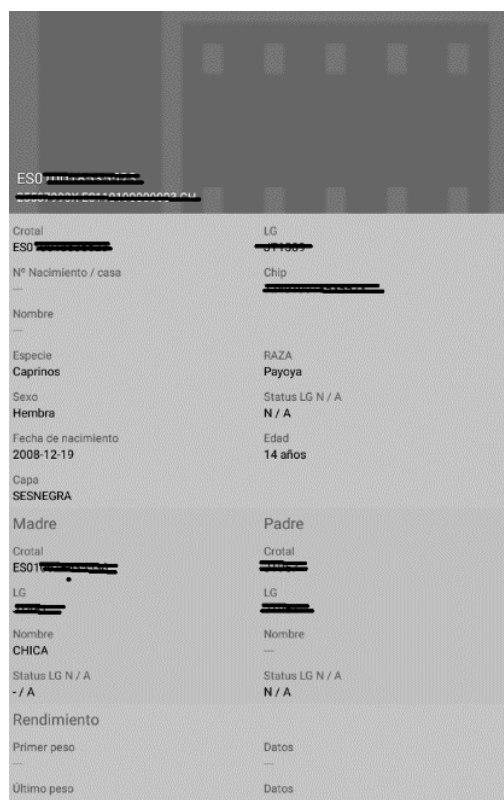 ES0
Crotal
LG
ES0
Nº Nacimiento / casa
Chip
---
Nombre
---
Especie
RAZA
Caprinos
Payoya
Sexo
Status LG N / A
Hembra
N / A
Fecha de nacimiento
Edad
2008-12-19
14 años
Capa
SESNEGRA
Madre
Padre
Crotal
Crotal
ES01
LG
LG
Nombre
Nombre
CHICA
---
Status LG N / A
Status LG N / A
- / A
N / A
Rendimiento
Primer peso
Datos
---
---
Último peso
Datos